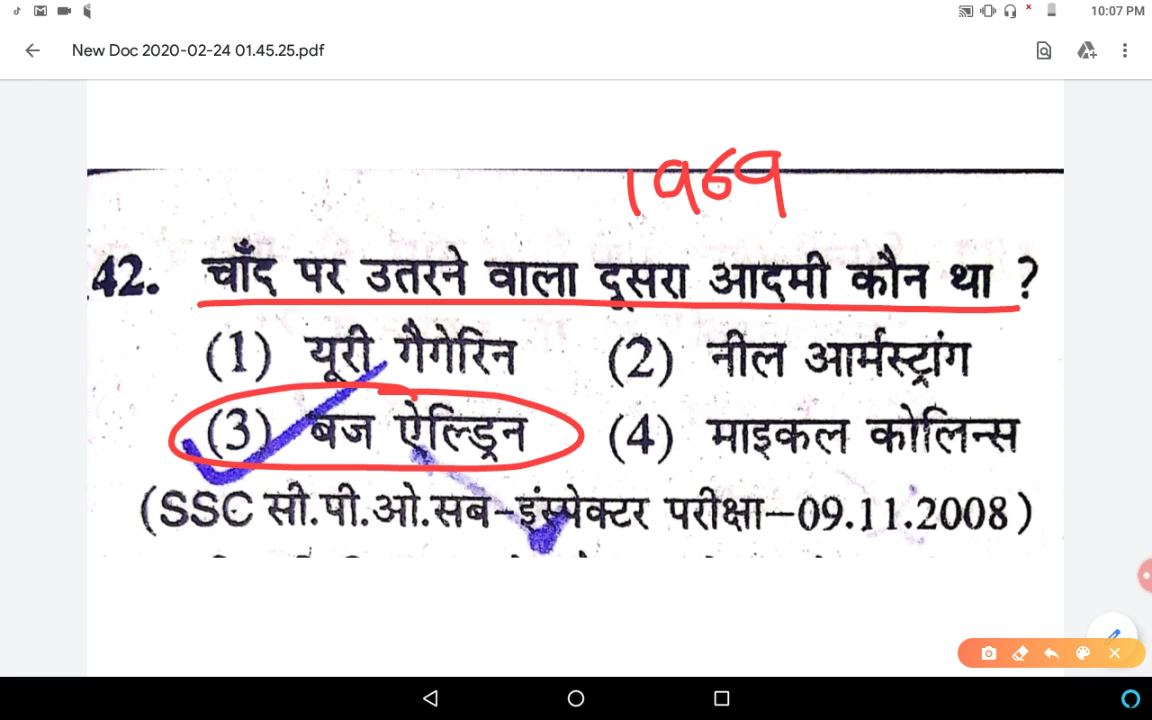 10:07 PM
New Doc 2020-02-24 01.45.25.pdf
1969
42. चाँद पर उतरने वाला दूसरा आदमी कौन था ?
(1) यूरी गैगेरिन (2) नील आर्मस्ट्रांग
(3) बज ऐल्ड्रिन (4) माइकल कोलिन्स
(SSC सी.पी.ओ.सब-इंस्पेक्टर परीक्षा-09.11.2008)